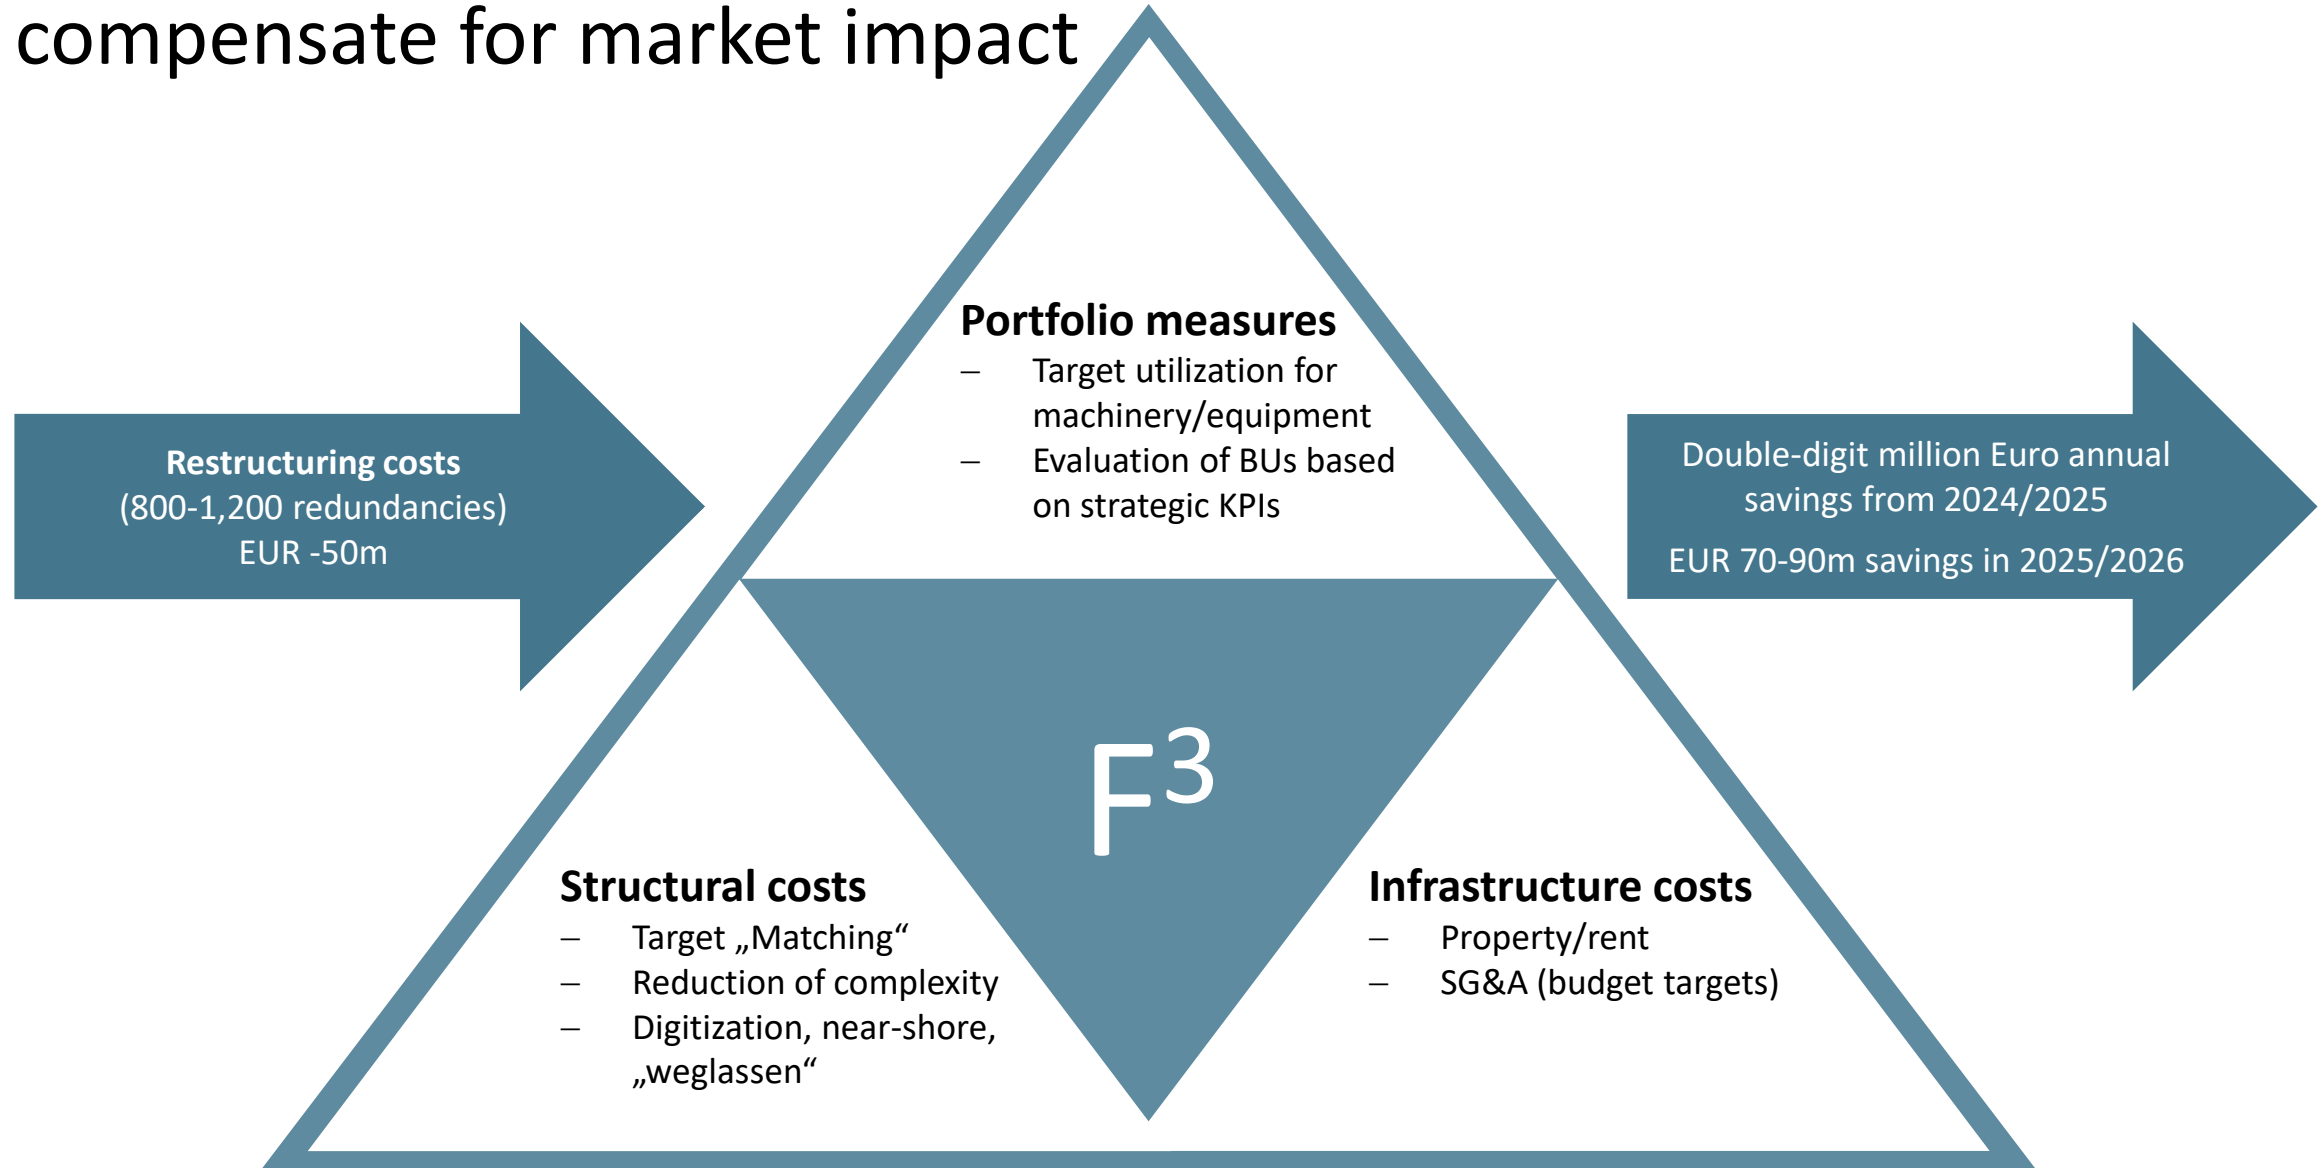 compensate for market impact
Portfolio measures
– Target utilization for
machinery/equipment
– Evaluation of BUs based
on strategic KPIs
Restructuring costs
(800-1,200 redundancies)
EUR -50m
Double-digit million Euro annual
savings from 2024/2025
EUR 70-90m savings in 2025/2026
F³
Structural costs
– Target „Matching“
– Reduction of complexity
– Digitization, near-shore,
„weglassen“
Infrastructure costs
– Property/rent
– SG&A (budget targets)